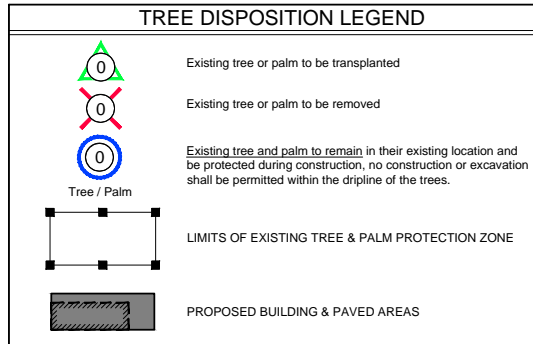 TREE DISPOSITION LEGEND
0
Existing tree or palm to be transplanted
0
Existing tree or palm to be removed
0
Existing tree and palm to remain in their existing location and
be protected during construction, no construction or excavation
shall be permitted within the dripline of the trees.
Tree / Palm
LIMITS OF EXISTING TREE & PALM PROTECTION ZONE
PROPOSED BUILDING & PAVED AREAS